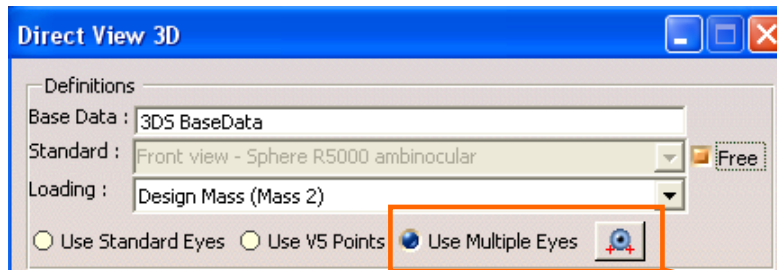 Direct View 3D
Definitions
Base Data : 3DS BaseData
Standard : Front view - Sphere R5000 ambinocular Free
Loading : Design Mass (Mass 2)
Use Standard Eyes Use V5 Points Use Multiple Eyes